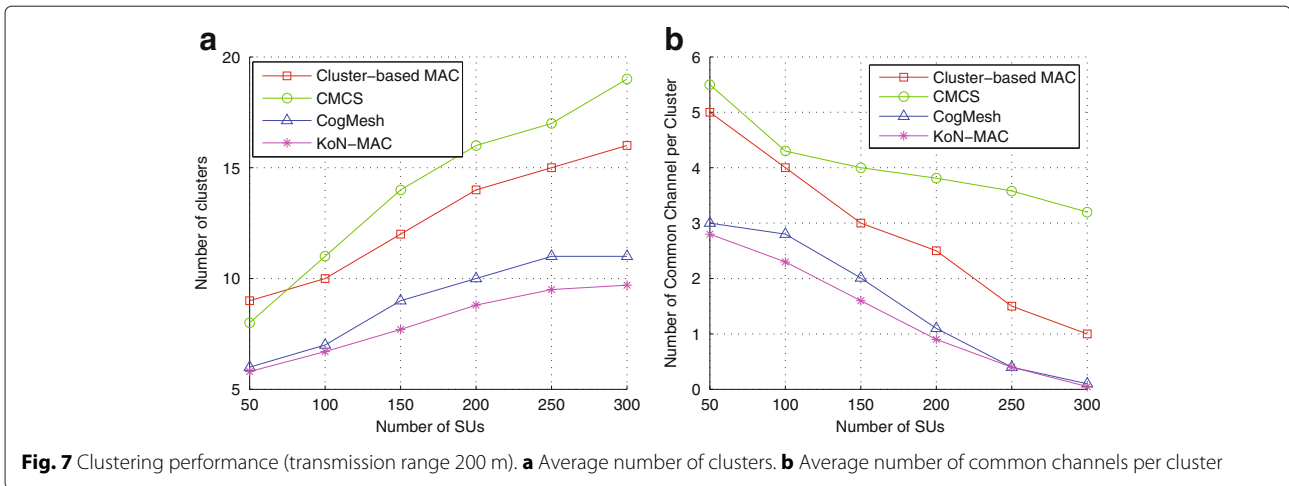 a
20
15
10
5
50
100
150
200
250
300
Number of clusters
Number of SUs
Cluster−based MAC
CMCS
CogMesh
KoN−MAC
b
6
5
4
3
2
1
0
50
100
150
200
250
300
Number of Common Channel per Cluster
Number of SUs
Cluster−based MAC
CMCS
CogMesh
KoN−MAC
Fig. 7 Clustering performance (transmission range 200 m). a Average number of clusters. b Average number of common channels per cluster